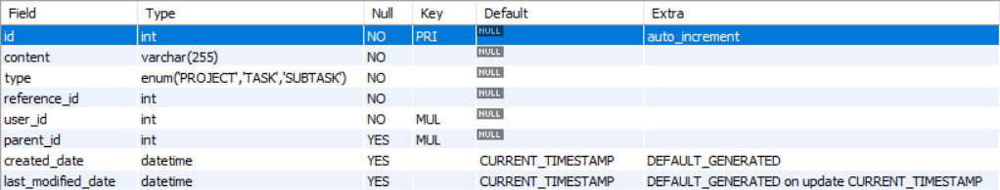 Field Type Null Key Default Extra
id int NO PRI NULL auto_increment
content varchar(255) NO NULL
type enum('PROJECT','TASK','SUBTASK') NO NULL
reference_id int NO NULL
user_id int NO MUL NULL
parent_id int YES MUL NULL
created_date datetime YES CURRENT_TIMESTAMP DEFAULT_GENERATED
last_modified_date datetime YES CURRENT_TIMESTAMP DEFAULT_GENERATED on update CURRENT_TIMESTAMP